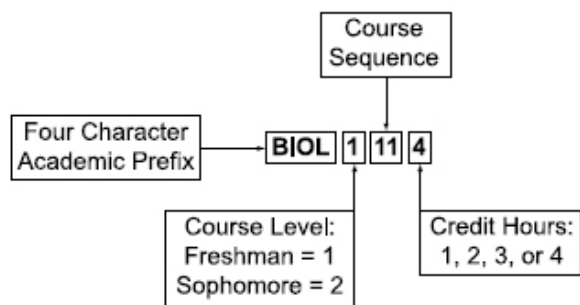 Course
Sequence
Four Character
Academic Prefix
BIOL 1 11 4
Course Level:
Freshman = 1
Sophomore = 2
Credit Hours:
1, 2, 3, or 4